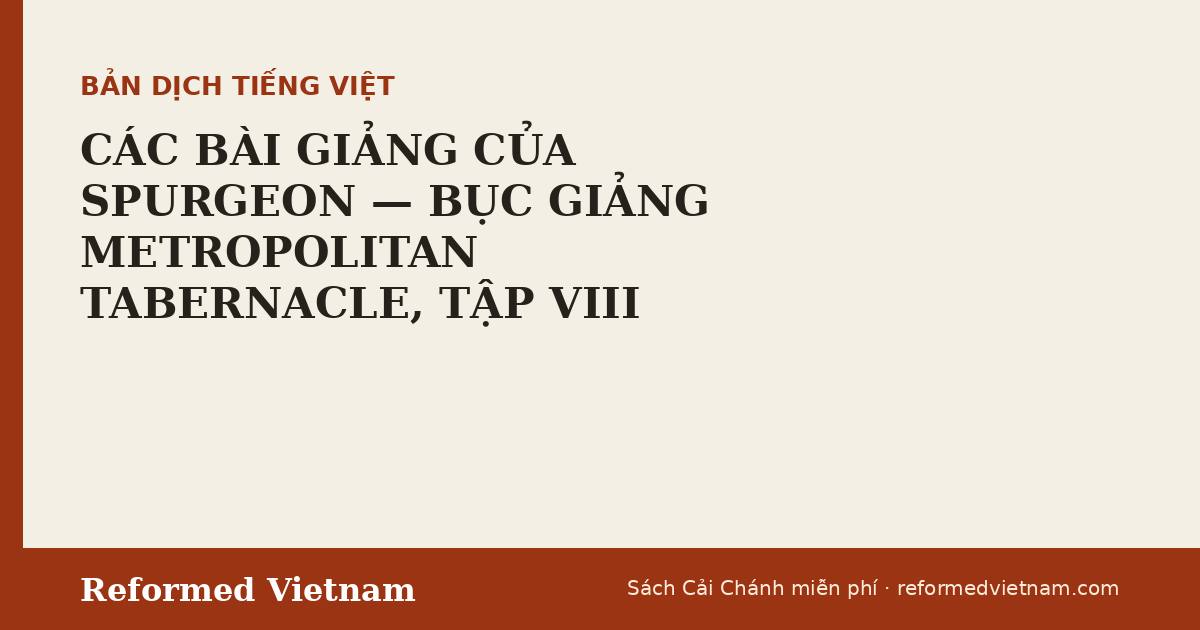 BẢN DỊCH TIẾNG VIỆT
CÁC BÀI GIẢNG CỦA
SPURGEON — BỤC GIẢNG
METROPOLITAN
TABERNACLE, TẬP VIII
Reformed Vietnam
Sách Cải Chánh miễn phí · reformedvietnam.com